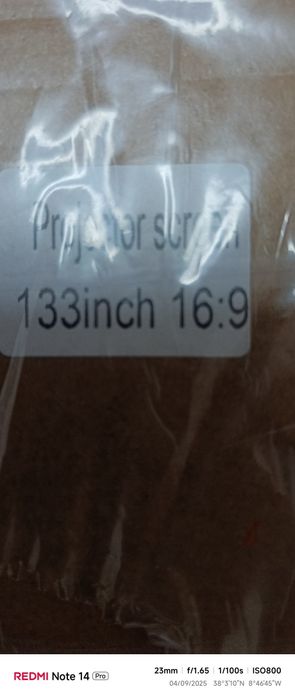 Projector screen
133inch 16:9
REDMI Note 14 Pro
23mm f/1.65 1/100s ISO800
04/09/2025 38°3'10"N 8°46'45"W